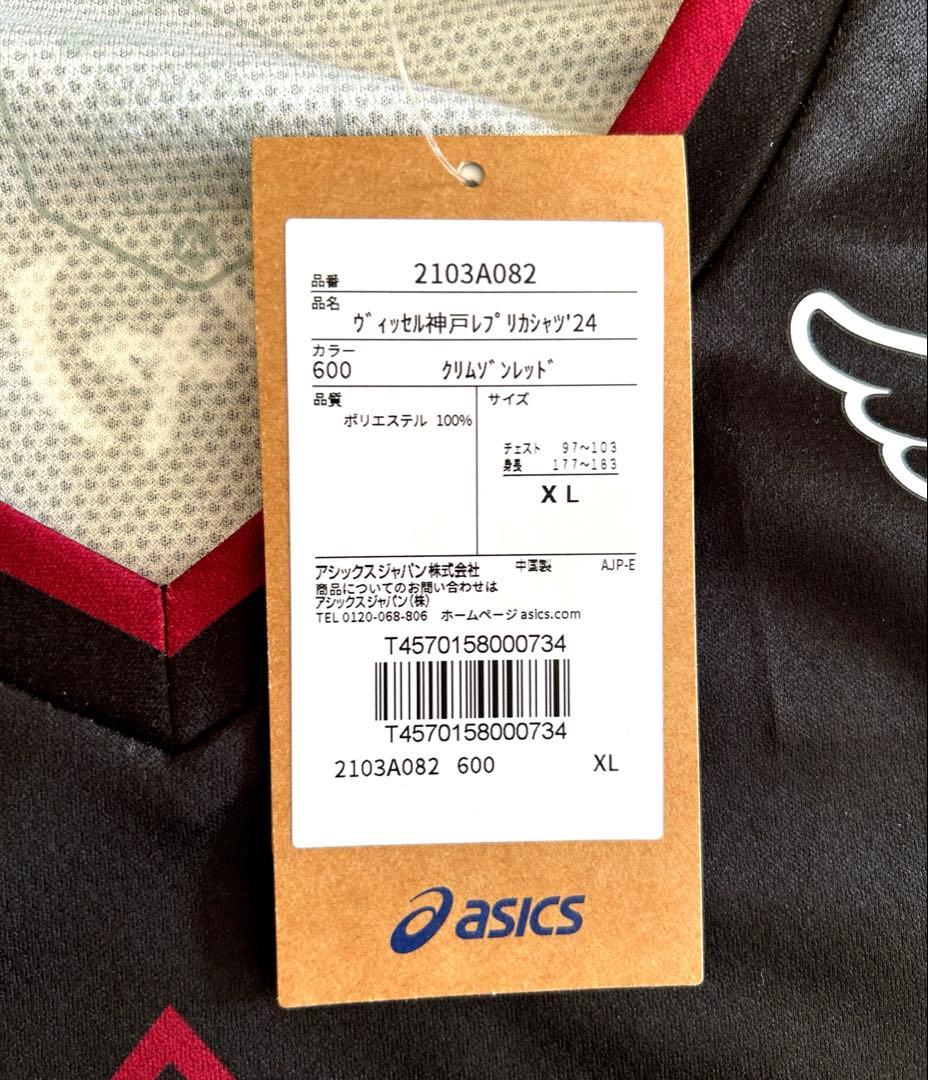 品番 2103A082
品名
ヴィッセル神戸レプリカシャツ'24
カラー
600 クリムゾンレッド
品質 サイズ
ポリエステル 100%
チェスト 97~103
身長 177~183
XL
アシックスジャパン株式会社 中国製 AJP-E
商品についてのお問い合わせは
アシックスジャパン(株)
TEL 0120-068-806 ホームページ asics.com
T4570158000734
T4570158000734
2103A082 600 XL
asics